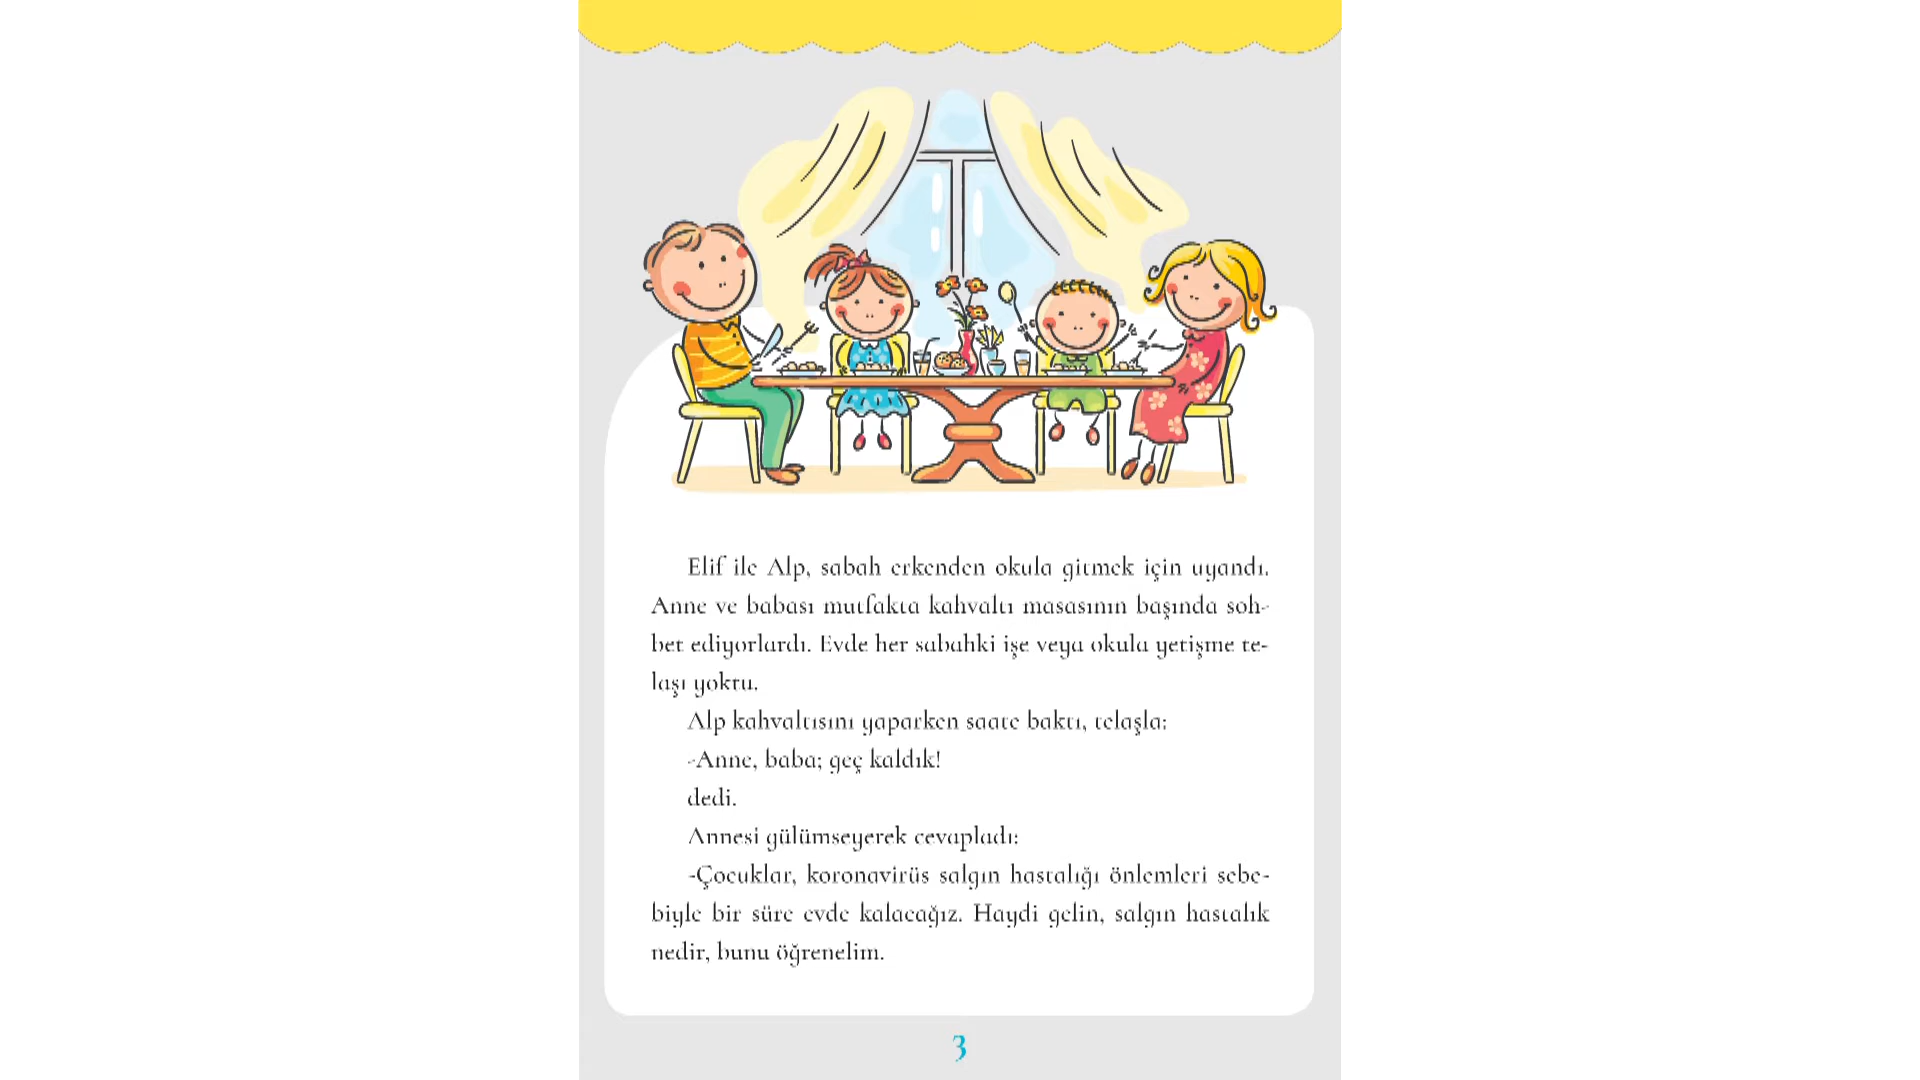 Elif ile Alp, sabah erkenden okula gitmek için uyandı.
Anne ve babası mutfakta kahvaltı masasının başında soh-
bet ediyorlardı. Evde her sabahki işe veya okula yetişme te-
laşı yoktu.
Alp kahvaltısını yaparken saate baktı, telaşla:
-Anne, baba; geç kaldık!
dedi.
Annesi gülümseyerek cevapladı:
-Çocuklar, koronavirüs salgın hastalığı önlemleri sebe-
biyle bir süre evde kalacağız. Haydi gelin, salgın hastalık
nedir, bunu öğrenelim.
3